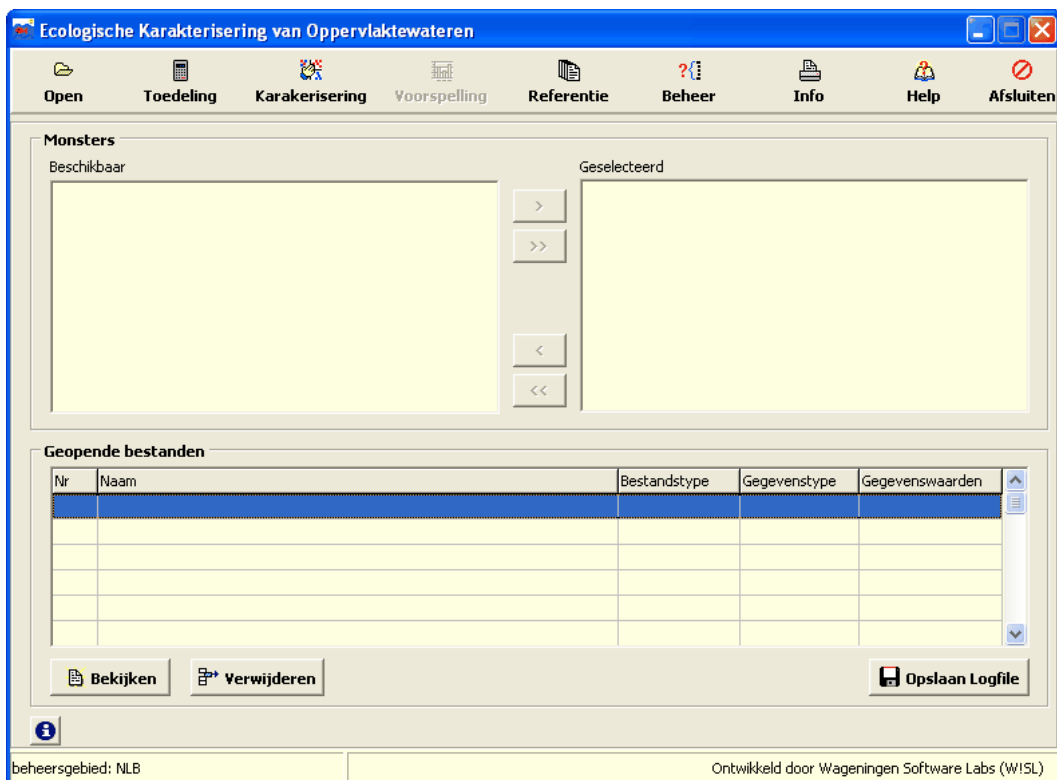 Ecologische Karakterisering van Oppervlaktewateren
Open Toedeling Karakerisering Voorspelling Referentie Beheer Info Help Afsluiten
Monsters
Beschikbaar Geselecteerd
>
>>
<
<<
Geopende bestanden
Nr Naam Bestandstype Gegevenstype Gegevenswaarden
Bekijken Verwijderen Opslaan Logfile
beheersgebied: NLB Ontwikkeld door Wageningen Software Labs (W!SL)